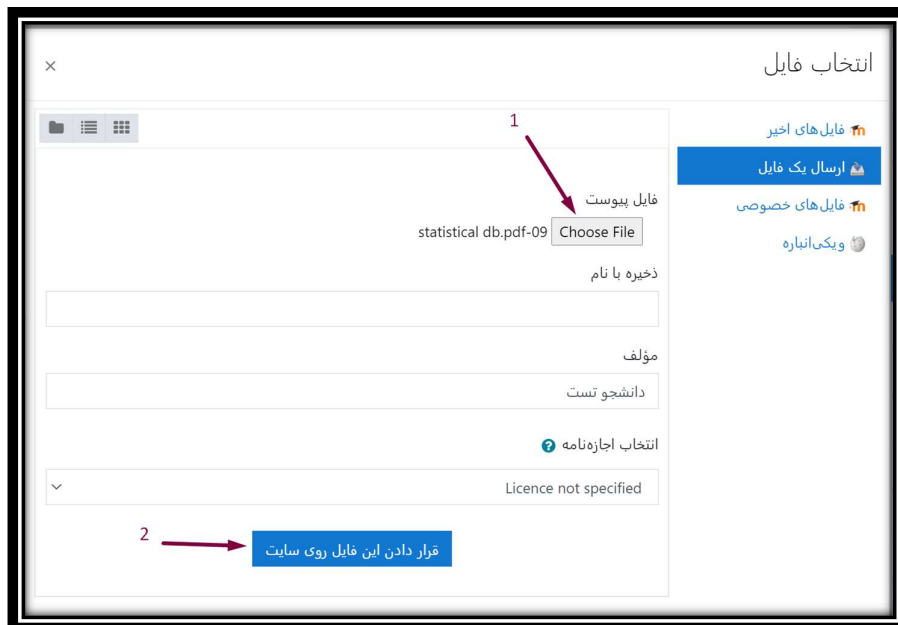 انتخاب فایل
×
فایل‌های اخیر
ارسال یک فایل
فایل‌های خصوصی
ویکی‌انباره
1
فایل پیوست
Choose File statistical db.pdf-09
ذخیره با نام
مؤلف
دانشجو تست
انتخاب اجازه‌نامه ?
Licence not specified
2
قرار دادن این فایل روی سایت